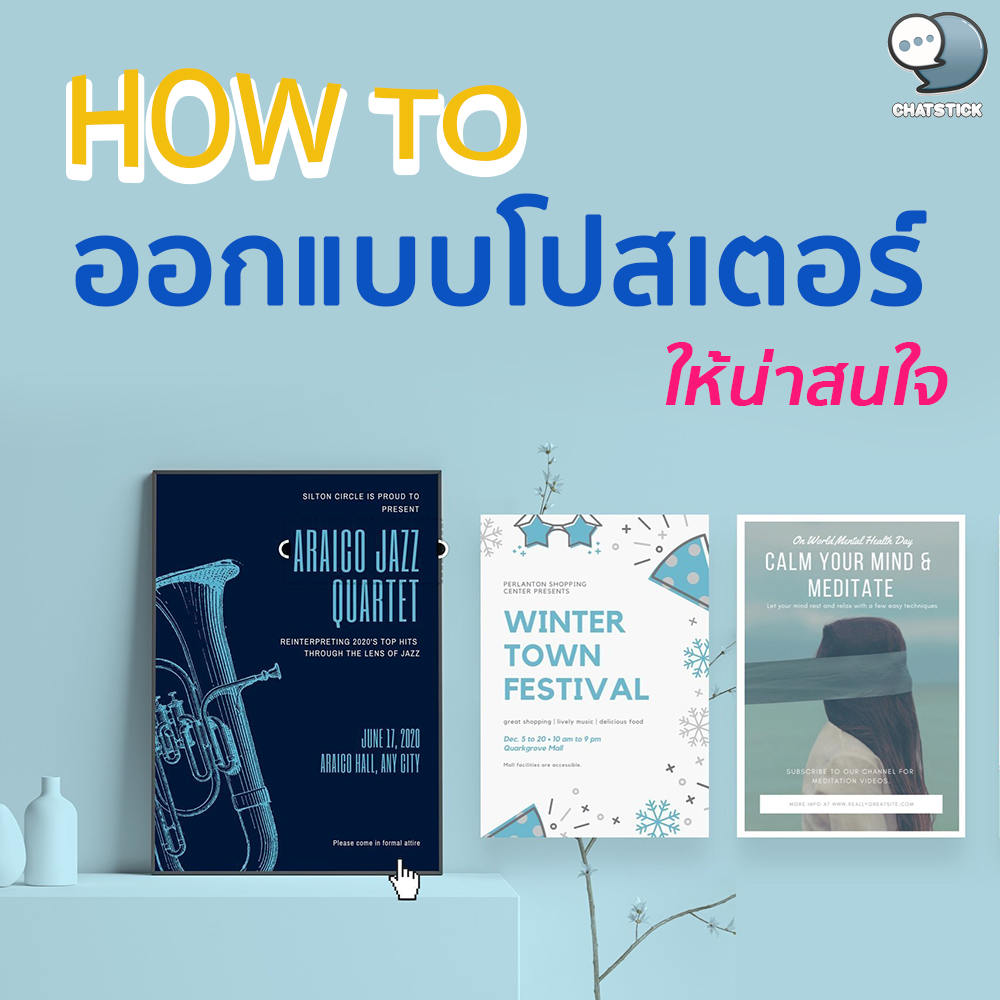 CHATSTICK
HOW TO
ออกแบบโปสเตอร์
ให้น่าสนใจ
SILTON CIRCLE IS PROUD TO
PRESENT
ARAICO JAZZ
QUARTET
REINTERPRETING 2020'S TOP HITS
THROUGH THE LENS OF JAZZ
JUNE 17, 2020
ARAICO HALL, ANY CITY
Please come in formal attire
PERLANTON SHOPPING
CENTER PRESENTS
WINTER
TOWN
FESTIVAL
great shopping | lively music | delicious food
Dec. 5 to 20 • 10 am to 9 pm
Quarkgrove Mall
Mall facilities are accessible.
On World Mental Health Day
CALM YOUR MIND &
MEDITATE
Let your mind rest and relax with a few easy techniques
SUBSCRIBE TO OUR CHANNEL FOR
MEDITATION VIDEOS.
MORE INFO AT WWW.REALLYGREATSITE.COM